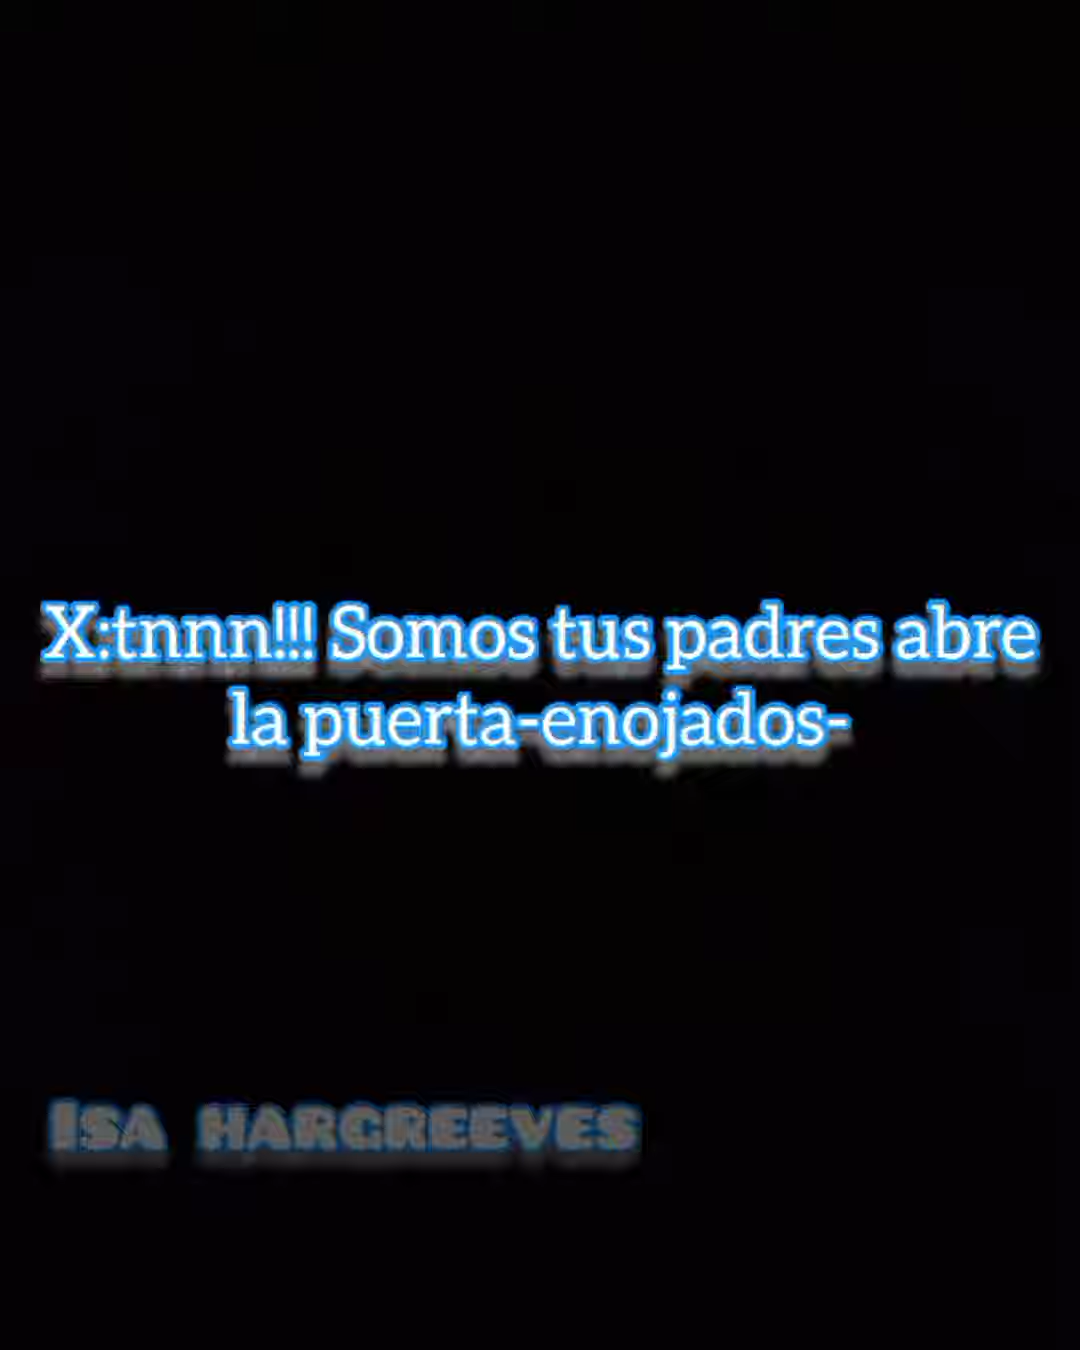 X:tnnn!!! Somos tus padres abre
la puerta-enojados-
Isa hargreeves